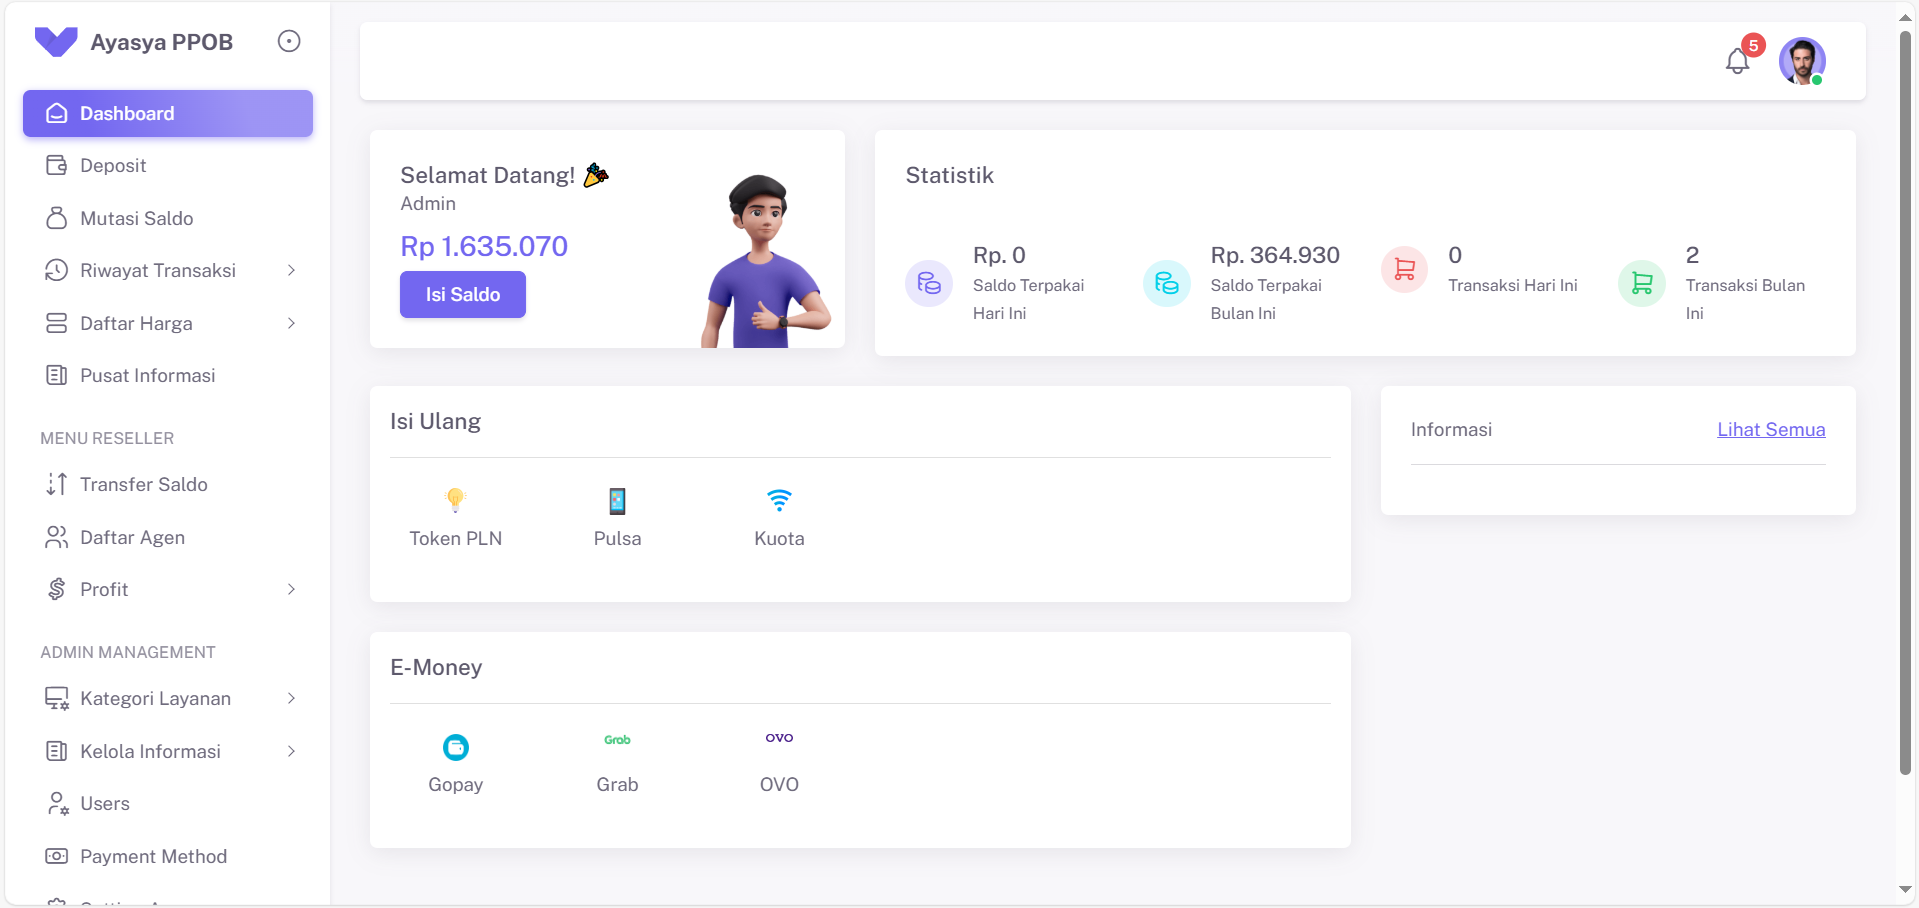 Ayasya PPOB
Dashboard
Deposit
Mutasi Saldo
Riwayat Transaksi
Daftar Harga
Pusat Informasi
MENU RESELLER
Transfer Saldo
Daftar Agen
Profit
ADMIN MANAGEMENT
Kategori Layanan
Kelola Informasi
Users
Payment Method
5
Selamat Datang!
Admin
Rp 1.635.070
Isi Saldo
Statistik
Rp. 0
Saldo Terpakai
Hari Ini
Rp. 364.930
Saldo Terpakai
Bulan Ini
0
Transaksi Hari Ini
2
Transaksi Bulan
Ini
Isi Ulang
Token PLN
Pulsa
Kuota
Informasi
Lihat Semua
E-Money
Grab
OVO
Gopay
Grab
OVO